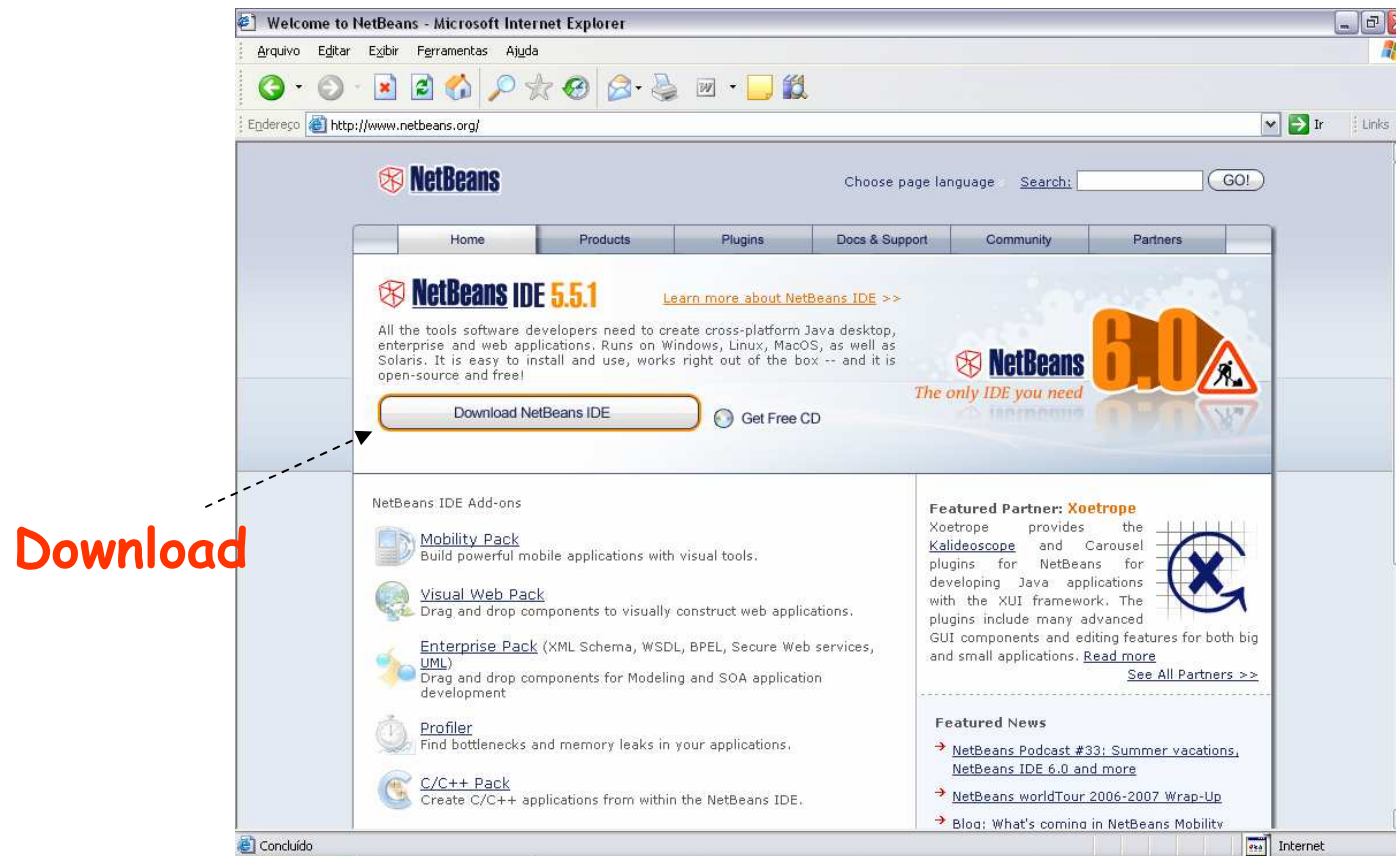 Welcome to NetBeans - Microsoft Internet Explorer
Arquivo Editar Exibir Ferramentas Ajuda
Endereço http://www.netbeans.org/ Ir Links
NetBeans
Choose page language Search: GO!
Home Products Plugins Docs & Support Community Partners
NetBeans IDE 5.5.1
Learn more about NetBeans IDE >>
All the tools software developers need to create cross-platform Java desktop,
enterprise and web applications. Runs on Windows, Linux, MacOS, as well as
Solaris. It is easy to install and use, works right out of the box -- and it is
open-source and free!
Download NetBeans IDE
Get Free CD
NetBeans 6.0
The only IDE you need
Download
NetBeans IDE Add-ons
Mobility Pack
Build powerful mobile applications with visual tools.
Visual Web Pack
Drag and drop components to visually construct web applications.
Enterprise Pack (XML Schema, WSDL, BPEL, Secure Web services,
UML)
Drag and drop components for Modeling and SOA application
development
Profiler
Find bottlenecks and memory leaks in your applications.
C/C++ Pack
Create C/C++ applications from within the NetBeans IDE.
Featured Partner: Xoetrope
Xoetrope provides the
Kalideoscope and Carousel
plugins for NetBeans for
developing Java applications
with the XUI framework. The
plugins include many advanced
GUI components and editing features for both big
and small applications. Read more
See All Partners >>
Featured News
NetBeans Podcast #33: Summer vacations,
NetBeans IDE 6.0 and more
NetBeans worldTour 2006-2007 Wrap-Up
Blog: What's coming in NetBeans Mobility
Concluído
Internet